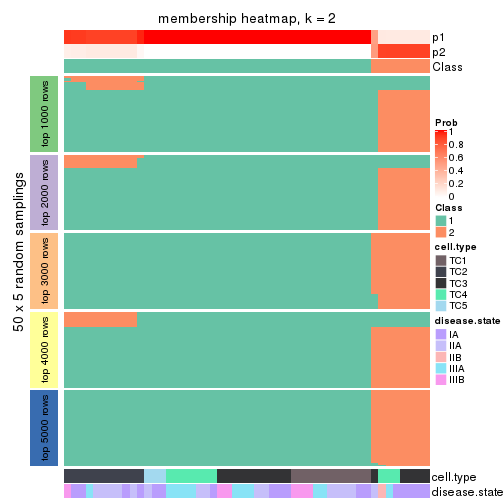 membership heatmap, k = 2
p1
p2
Class
50 x 5 random samplings
top 1000 rows
top 2000 rows
top 3000 rows
top 4000 rows
top 5000 rows
cell.type
disease.state
Prob
1
0.8
0.6
0.4
0.2
0
Class
1
2
cell.type
TC1
TC2
TC3
TC4
TC5
disease.state
IA
IIA
IIB
IIIA
IIIB